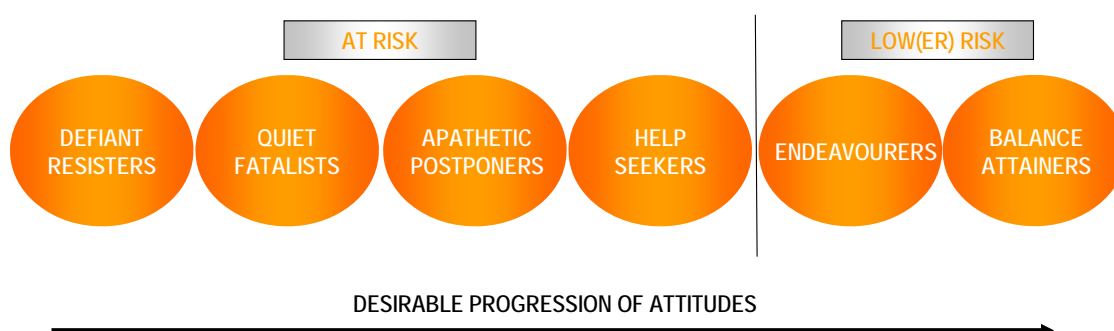 AT RISK
LOW(ER) RISK
DEFIANT
RESISTERS
QUIET
FATALISTS
APATHETIC
POSTPONERS
HELP
SEEKERS
ENDEAVOURERS
BALANCE
ATTAINERS
DESIRABLE PROGRESSION OF ATTITUDES